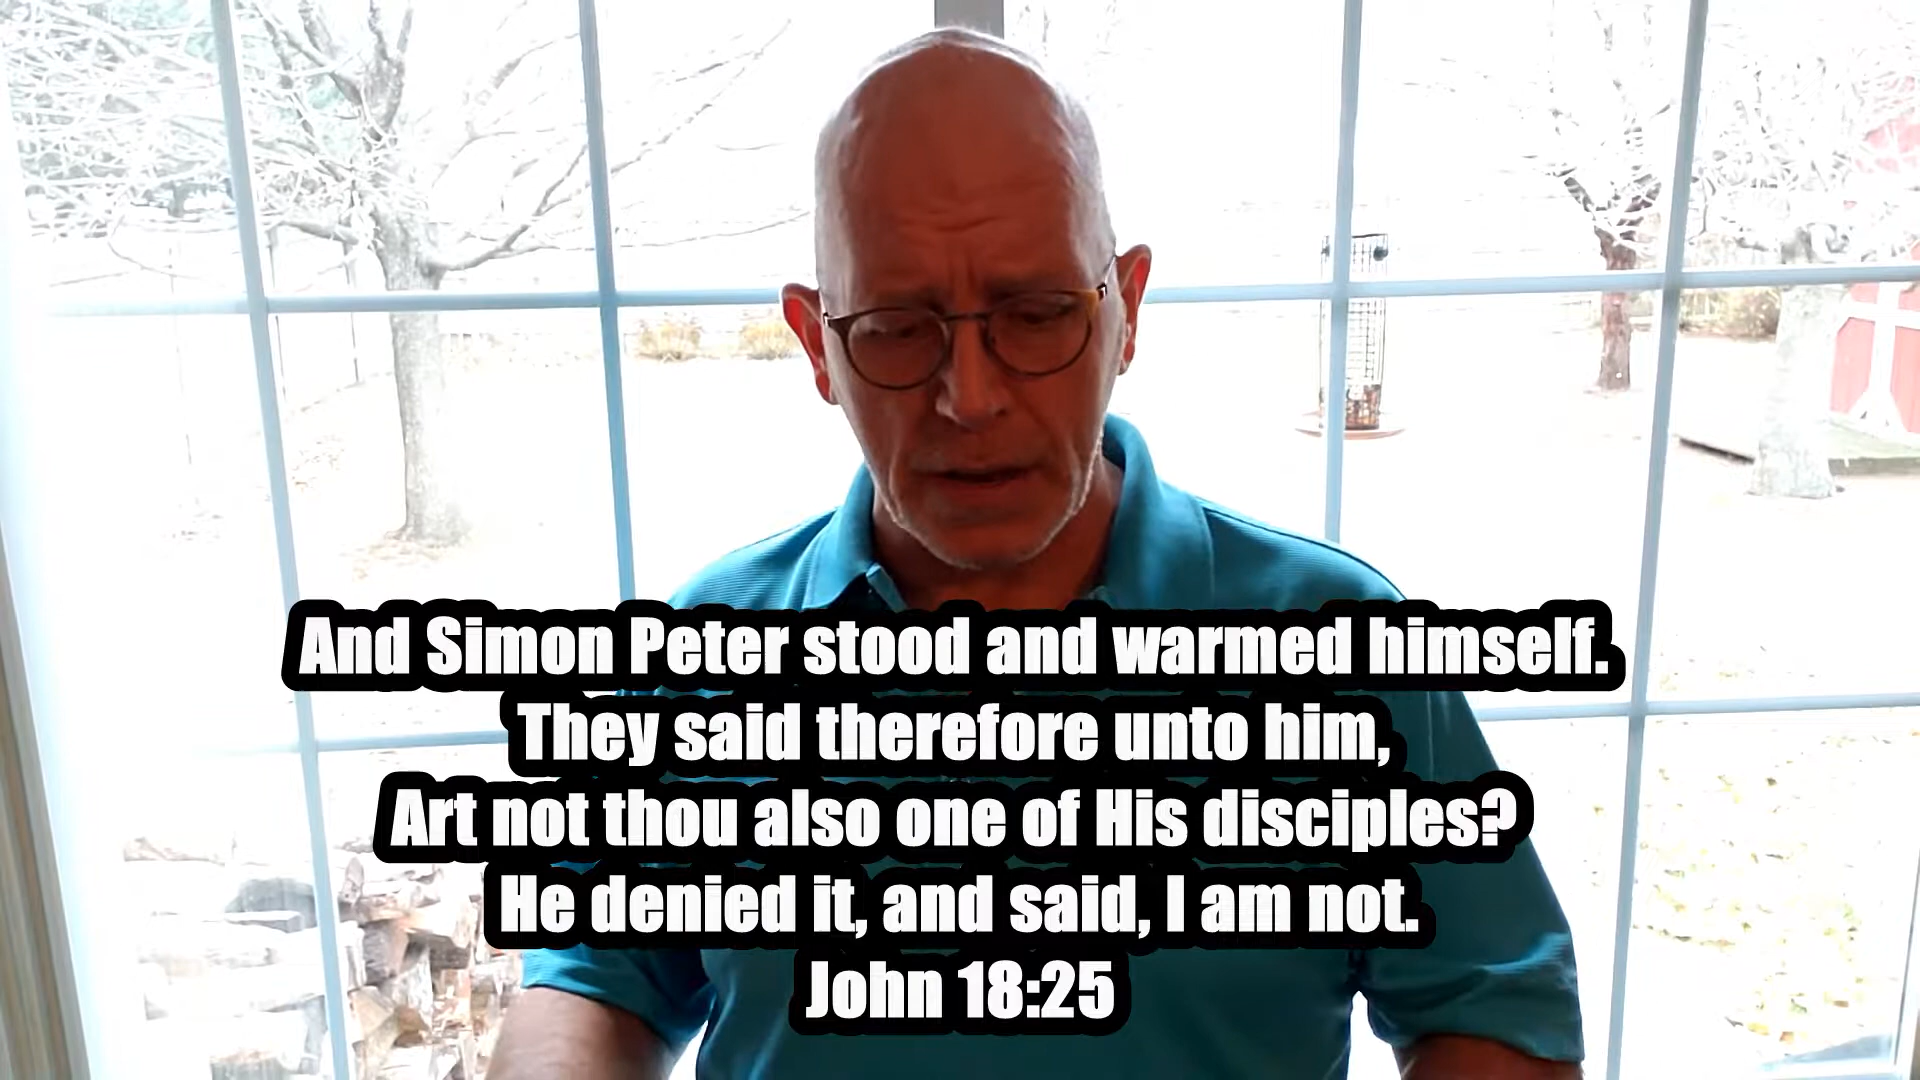 And Simon Peter stood and warmed himself.
They said therefore unto him,
Art not thou also one of His disciples?
He denied it, and said, I am not.
John 18:25